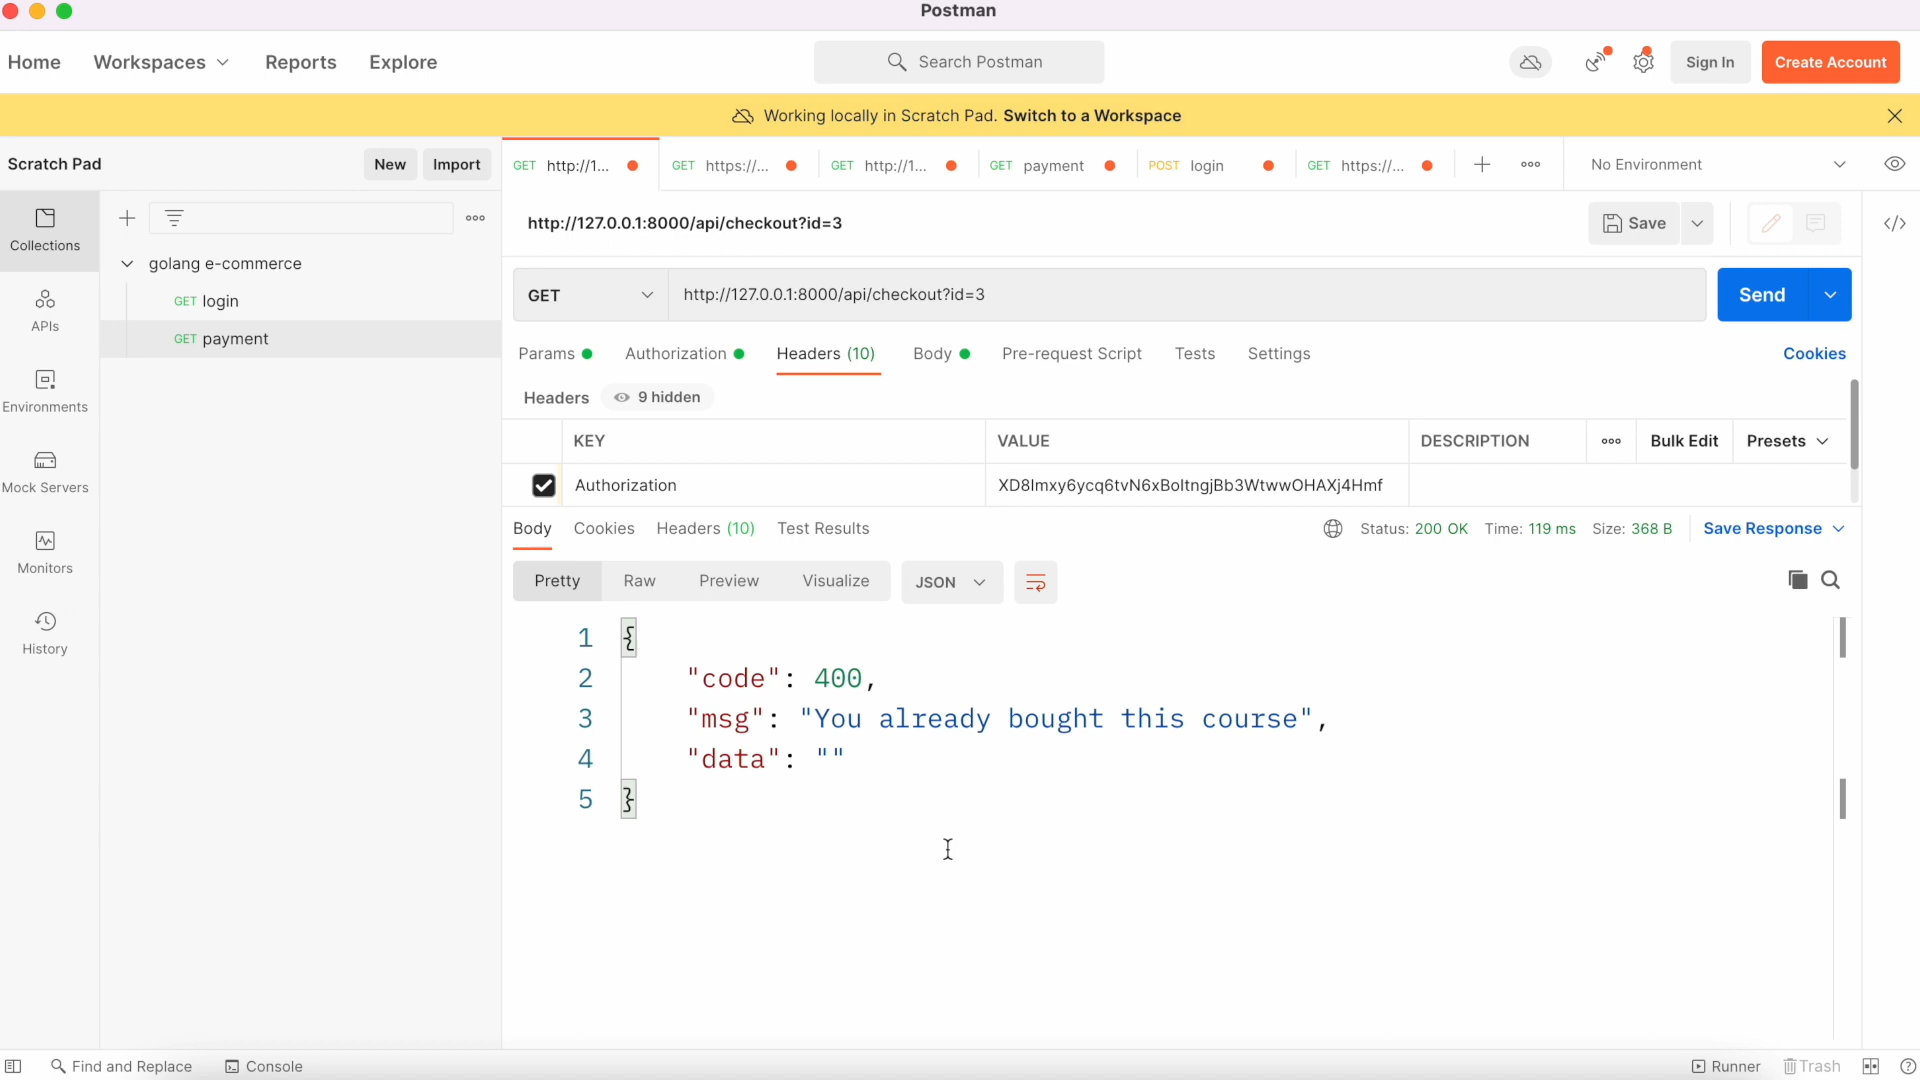 Postman
Home Workspaces Reports Explore Search Postman Sign In Create Account
Working locally in Scratch Pad. Switch to a Workspace
Scratch Pad New Import GET http://1... GET https://... GET http://1... GET payment POST login GET https://... No Environment
Collections
golang e-commerce
GET login
GET payment
APIs
Environments
Mock Servers
Monitors
History
http://127.0.0.1:8000/api/checkout?id=3 Save
GET http://127.0.0.1:8000/api/checkout?id=3 Send
Params Authorization Headers (10) Body Pre-request Script Tests Settings Cookies
Headers 9 hidden
KEY VALUE DESCRIPTION Bulk Edit Presets
Authorization XD8Imxy6ycq6tvN6xBoItngjBb3WtwwOHAXj4Hmf
Body Cookies Headers (10) Test Results Status: 200 OK Time: 119 ms Size: 368 B Save Response
Pretty Raw Preview Visualize JSON
1 {
2 "code": 400,
3 "msg": "You already bought this course",
4 "data": ""
5 }
Find and Replace Console Runner Trash